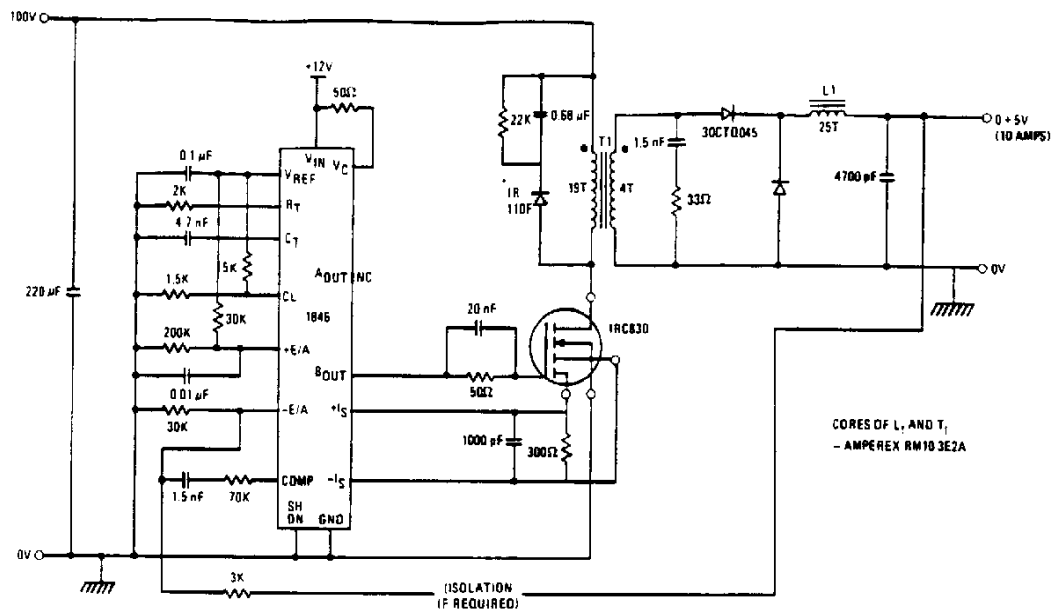 100V
+12V
50Ω
VIN
VC
0.1 µF
VREF
2K
RT
4.7 nF
CT
15K
AOUT NC
1.5K
CL
220 µF
1846
30K
200K
+E/A
BOUT
0.01 µF
-E/A
+IS
30K
COMP
-IS
1.5 nF
70K
SH
DN
GND
0V
3K
(ISOLATION
IF REQUIRED)
22K
0.68 µF
T1
IR
110F
19T
4T
1.5 nF
33Ω
30CTQ045
L1
25T
0+5V
(10 AMPS)
4700 pF
0V
20 nF
IRC830
50Ω
1000 pF
300Ω
CORES OF L1 AND T1
- AMPEREX RM10 3E2A